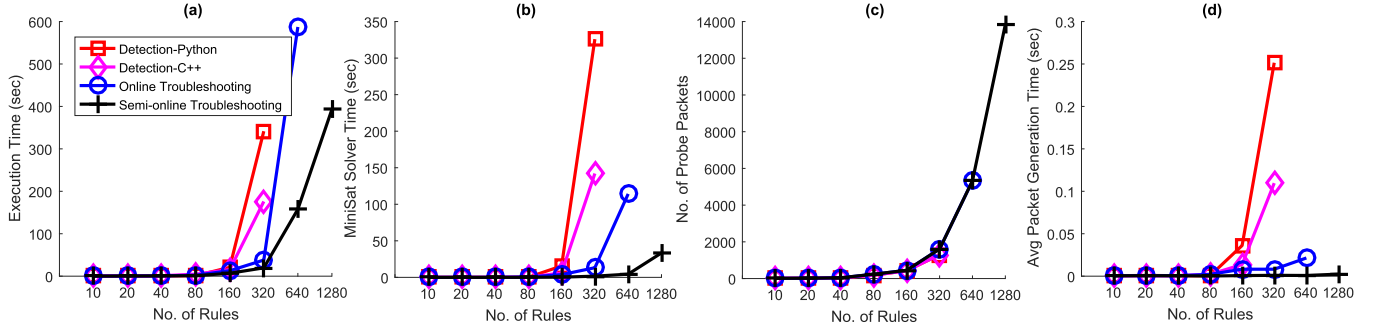 (a)
Execution Time (sec)
600
500
400
300
200
100
0
Detection-Python
Detection-C++
Online Troubleshooting
Semi-online Troubleshooting
10 20 40 80 160 320 640 1280
No. of Rules
(b)
MiniSat Solver Time (sec)
350
300
250
200
150
100
50
0
10 20 40 80 160 320 640 1280
No. of Rules
(c)
No. of Probe Packets
14000
12000
10000
8000
6000
4000
2000
0
10 20 40 80 160 320 640 1280
No. of Rules
(d)
Avg Packet Generation Time (sec)
0.3
0.25
0.2
0.15
0.1
0.05
0
10 20 40 80 160 320 640 1280
No. of Rules